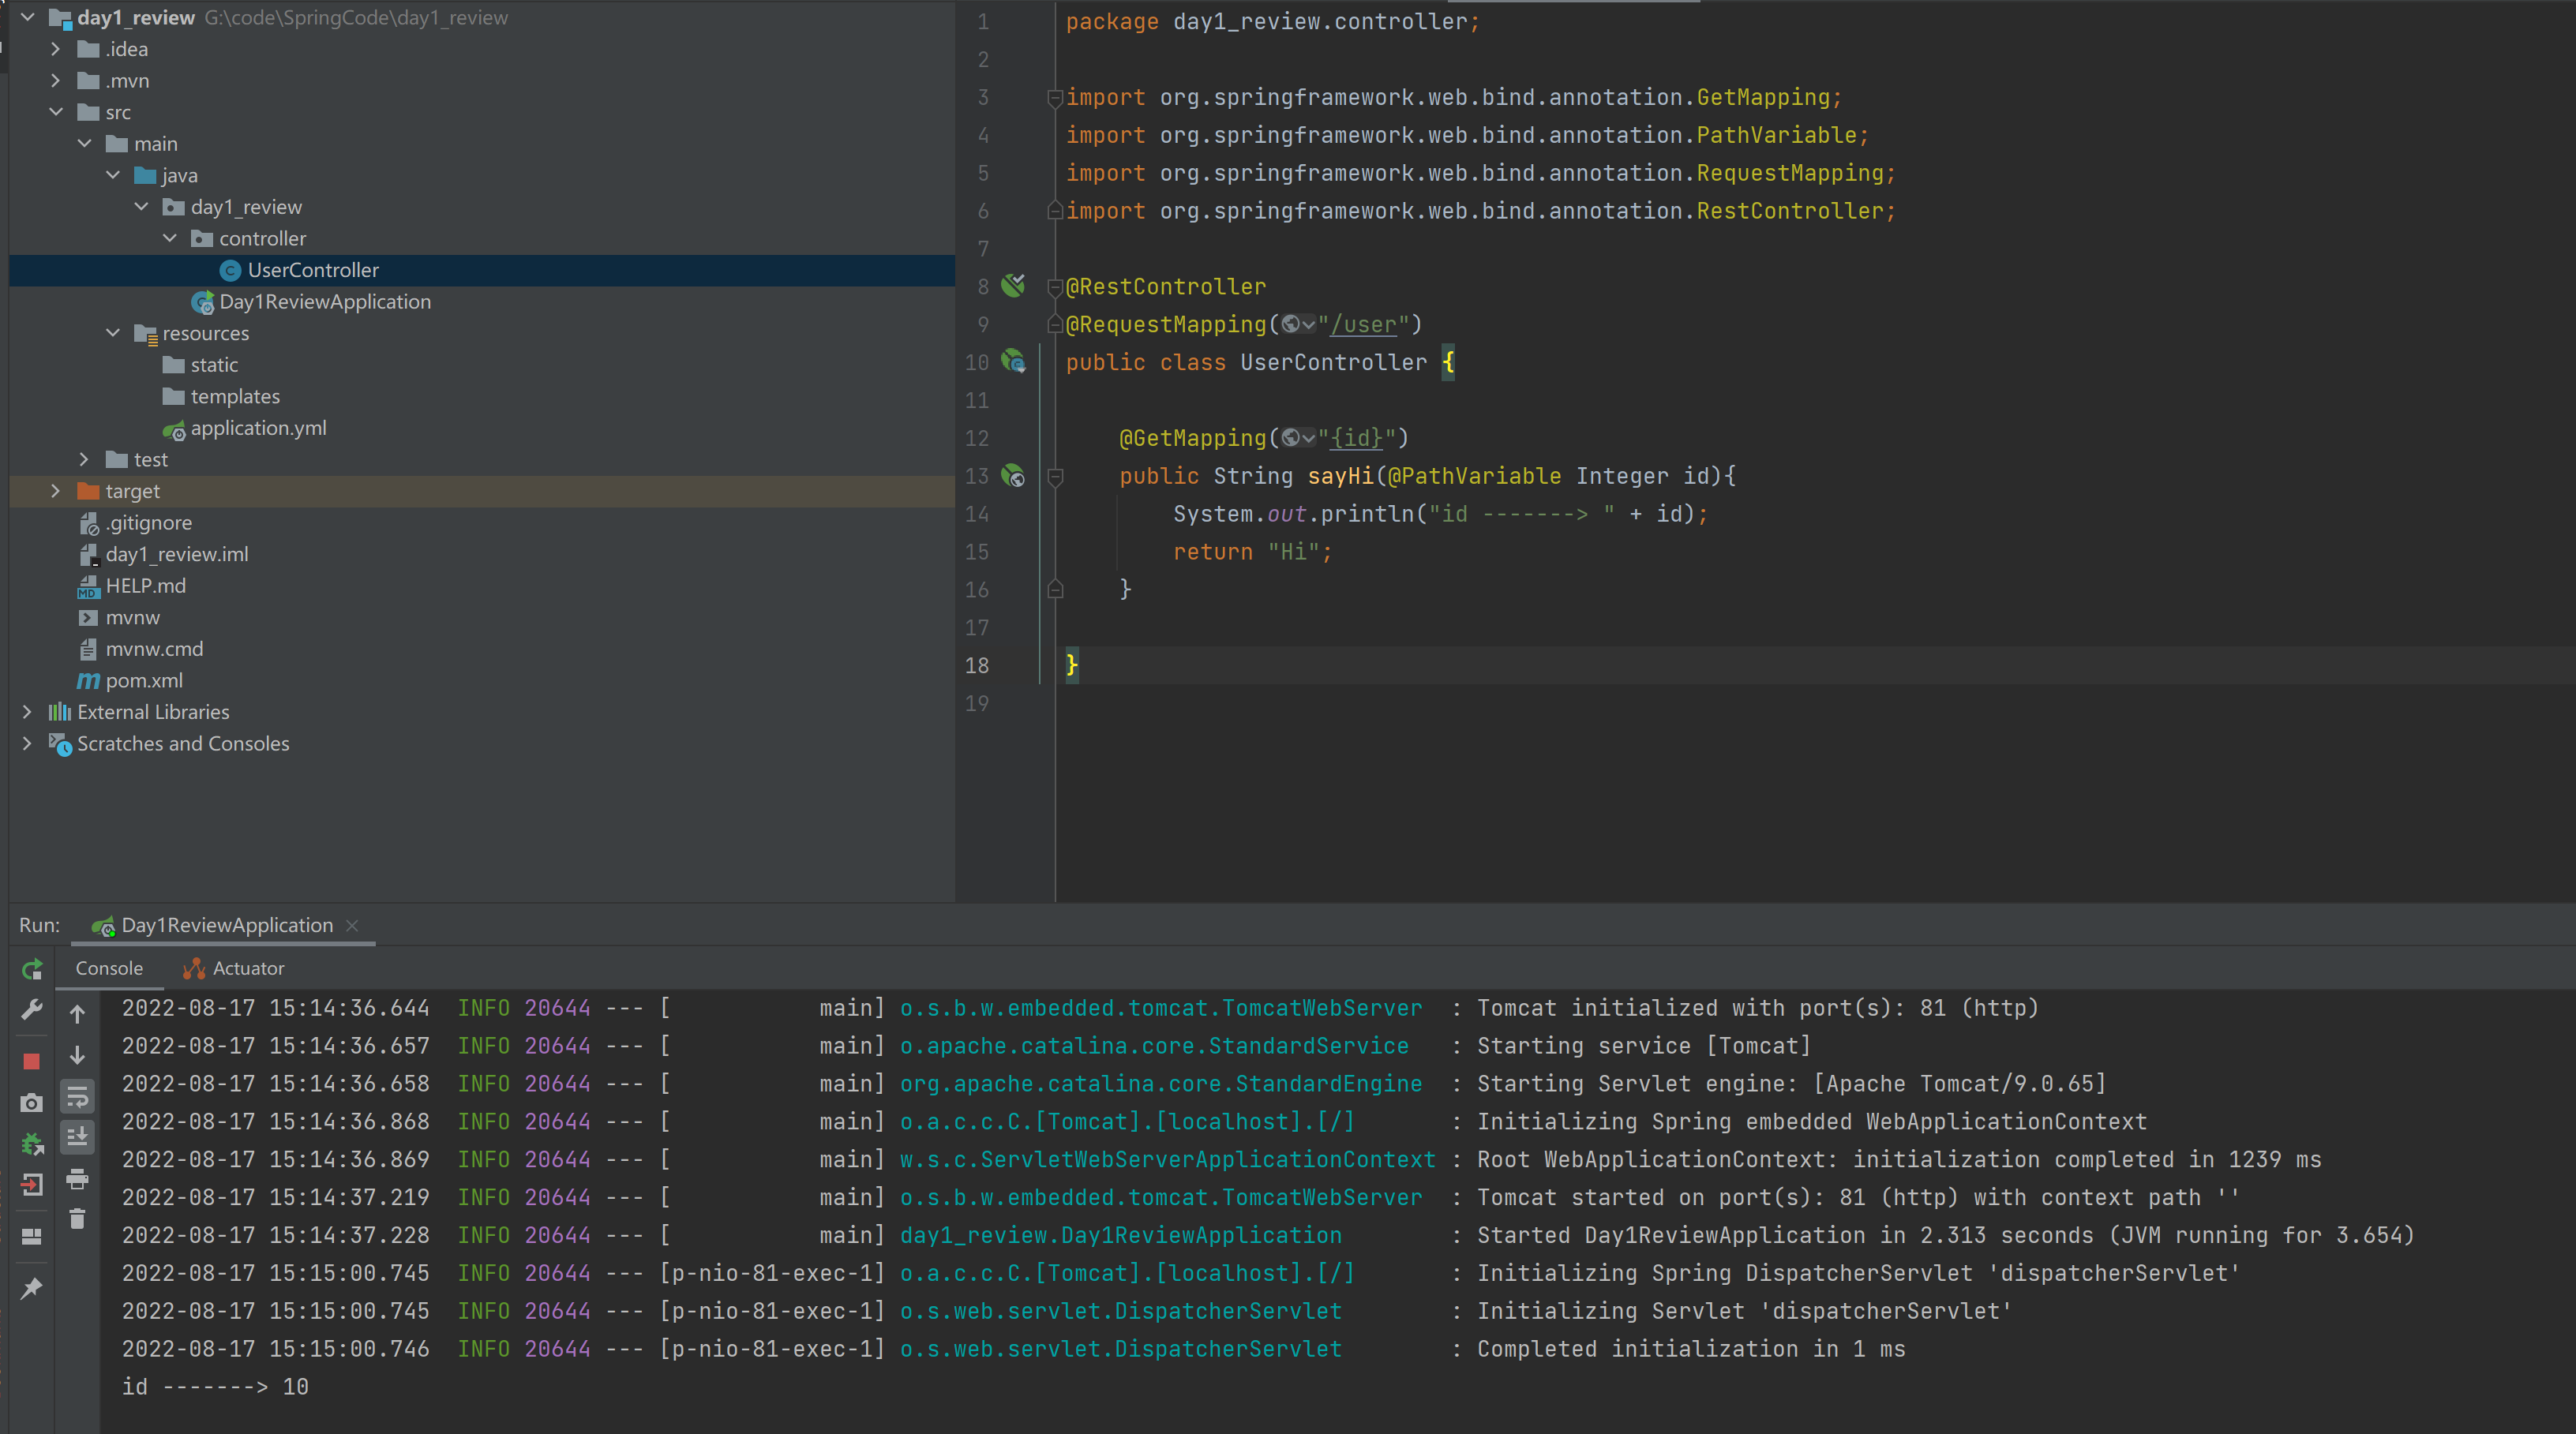 day1_review G:\code\SpringCode\day1_review
.idea
.mvn
src
main
java
day1_review
controller
UserController
Day1ReviewApplication
resources
static
templates
application.yml
test
target
.gitignore
day1_review.iml
HELP.md
mvnw
mvnw.cmd
pom.xml
External Libraries
Scratches and Consoles
1 package day1_review.controller;
2
3 import org.springframework.web.bind.annotation.GetMapping;
4 import org.springframework.web.bind.annotation.PathVariable;
5 import org.springframework.web.bind.annotation.RequestMapping;
6 import org.springframework.web.bind.annotation.RestController;
7
8 @RestController
9 @RequestMapping("/user")
10 public class UserController {
11
12 @GetMapping("{id}")
13 public String sayHi(@PathVariable Integer id){
14 System.out.println("id -------> " + id);
15 return "Hi";
16 }
17
18 }
19
Run: Day1ReviewApplication
Console Actuator
2022-08-17 15:14:36.644  INFO 20644 --- [           main] o.s.b.w.embedded.tomcat.TomcatWebServer  : Tomcat initialized with port(s): 81 (http)
2022-08-17 15:14:36.657  INFO 20644 --- [           main] o.apache.catalina.core.StandardService   : Starting service [Tomcat]
2022-08-17 15:14:36.658  INFO 20644 --- [           main] org.apache.catalina.core.StandardEngine  : Starting Servlet engine: [Apache Tomcat/9.0.65]
2022-08-17 15:14:36.868  INFO 20644 --- [           main] o.a.c.c.C.[Tomcat].[localhost].[/]       : Initializing Spring embedded WebApplicationContext
2022-08-17 15:14:36.869  INFO 20644 --- [           main] w.s.c.ServletWebServerApplicationContext : Root WebApplicationContext: initialization completed in 1239 ms
2022-08-17 15:14:37.219  INFO 20644 --- [           main] o.s.b.w.embedded.tomcat.TomcatWebServer  : Tomcat started on port(s): 81 (http) with context path ''
2022-08-17 15:14:37.228  INFO 20644 --- [           main] day1_review.Day1ReviewApplication        : Started Day1ReviewApplication in 2.313 seconds (JVM running for 3.654)
2022-08-17 15:15:00.745  INFO 20644 --- [p-nio-81-exec-1] o.a.c.c.C.[Tomcat].[localhost].[/]       : Initializing Spring DispatcherServlet 'dispatcherServlet'
2022-08-17 15:15:00.745  INFO 20644 --- [p-nio-81-exec-1] o.s.web.servlet.DispatcherServlet        : Initializing Servlet 'dispatcherServlet'
2022-08-17 15:15:00.746  INFO 20644 --- [p-nio-81-exec-1] o.s.web.servlet.DispatcherServlet        : Completed initialization in 1 ms
id -------> 10